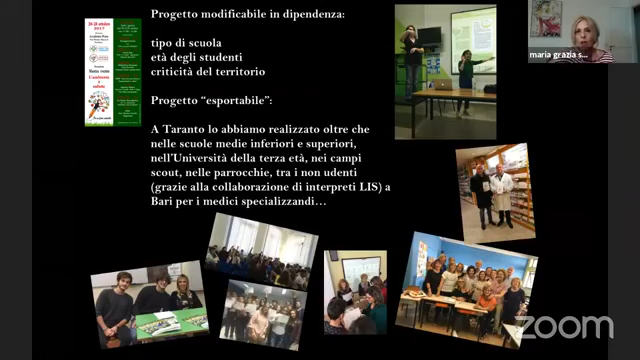 Progetto modificabile in dipendenza:
tipo di scuola
età degli studenti
criticità del territorio
Progetto “esportabile”:
A Taranto lo abbiamo realizzato oltre che
nelle scuole medie inferiori e superiori,
nell’Università della terza età, nei campi
scout, nelle parrocchie, tra i non udenti
(grazie alla collaborazione di interpreti LIS) a
Bari per i medici specializzandi…
maria grazia s...
zoom